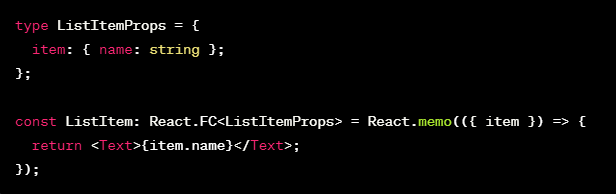 type ListItemProps = {
  item: { name: string };
};

const ListItem: React.FC<ListItemProps> = React.memo(({ item }) => {
  return <Text>{item.name}</Text>;
});